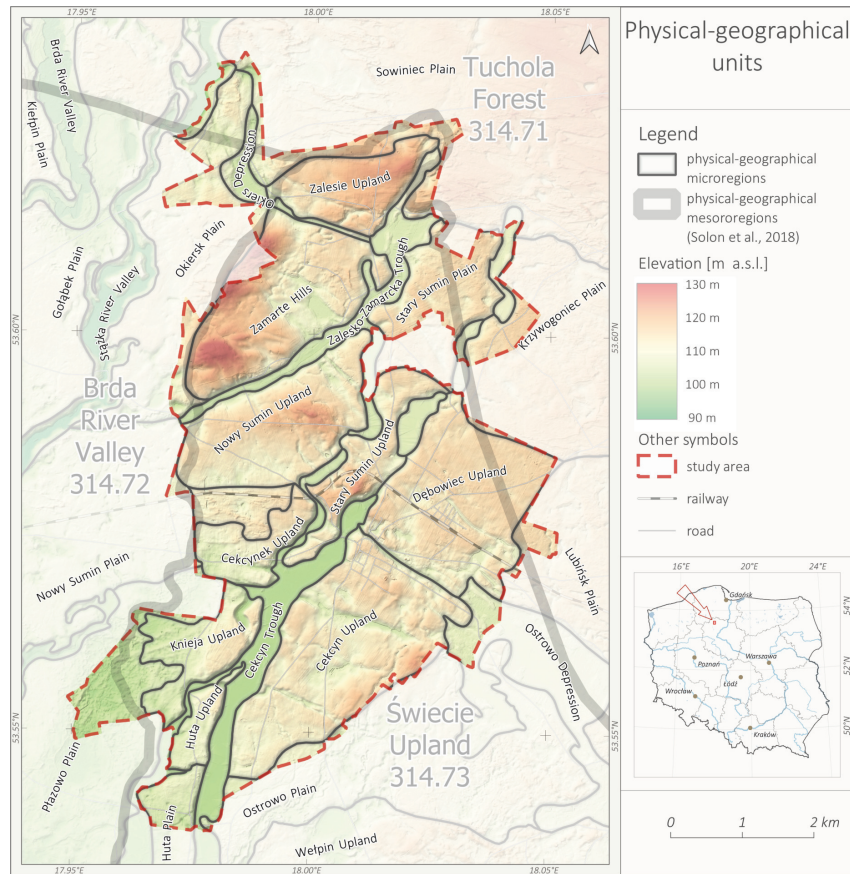 17.95°E
18.00°E
18.05°E
Brda River Valley
Kiełpin Plain
Sowiniec Plain
Tuchola
Forest
314.71
Okiers Depression
Zalesie Upland
Gołąbek Plain
Okiersk Plain
Stążka River Valley
Zamarte Hills
Zalesko-Zamarcka Trough
Stary Sumin Plain
Krzywogoniec Plain
53.60°N
53.60°N
Brda
River
Valley
314.72
Nowy Sumin Upland
Stary Sumin Upland
Dębowiec Upland
Cekcynek Upland
Nowy Sumin Plain
Lubińsk Plain
Knieja Upland
Cekcyn Trough
Cekcyn Upland
Ostrowo Depression
Huta Upland
Świecie
Upland
314.73
53.55°N
53.55°N
Płazowo Plain
Huta Plain
Ostrowo Plain
Wełpin Upland
17.95°E
18.00°E
18.05°E
Physical-geographical
units
Legend
physical-geographical
microregions
physical-geographical
mesororegions
(Solon et al., 2018)
Elevation [m a.s.l.]
130 m
120 m
110 m
100 m
90 m
Other symbols
study area
railway
road
16°E
20°E
24°E
54°N
52°N
50°N
Gdańsk
Poznań
Warszawa
Łódź
Wrocław
Kraków
0 1 2 km